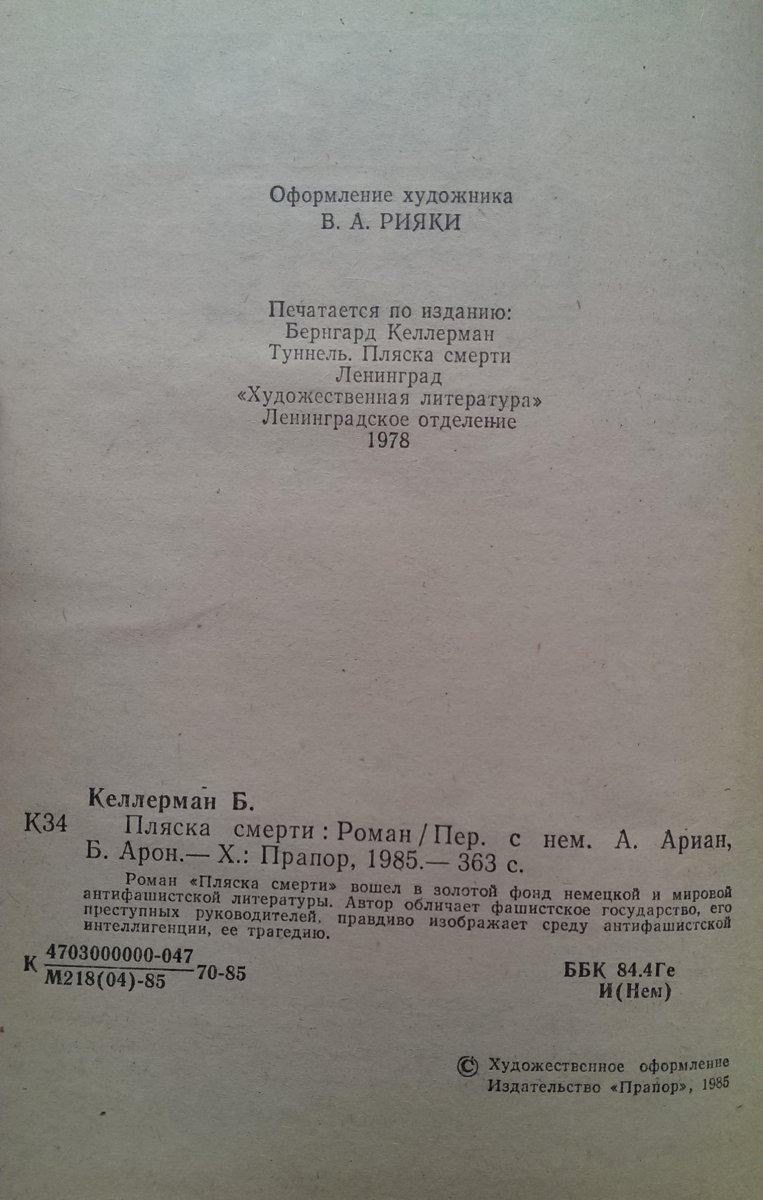 Оформление художника
В. А. РИЯКИ
Печатается по изданию:
Бернгард Келлерман
Туннель. Пляска смерти
Ленинград
«Художественная литература»
Ленинградское отделение
1978
Келлерман Б.
К34 Пляска смерти : Роман / Пер. с нем. А. Ариан,
Б. Арон.— Х.: Прапор, 1985.— 363 с.
Роман «Пляска смерти» вошел в золотой фонд немецкой и мировой
антифашистской литературы. Автор обличает фашистское государство, его
преступных руководителей, правдиво изображает среду антифашистской
интеллигенции, ее трагедию.
К 4703000000-047 70-85
М218(04)-85
ББК 84.4Ге
И(Нем)
© Художественное оформление
Издательство «Прапор», 1985